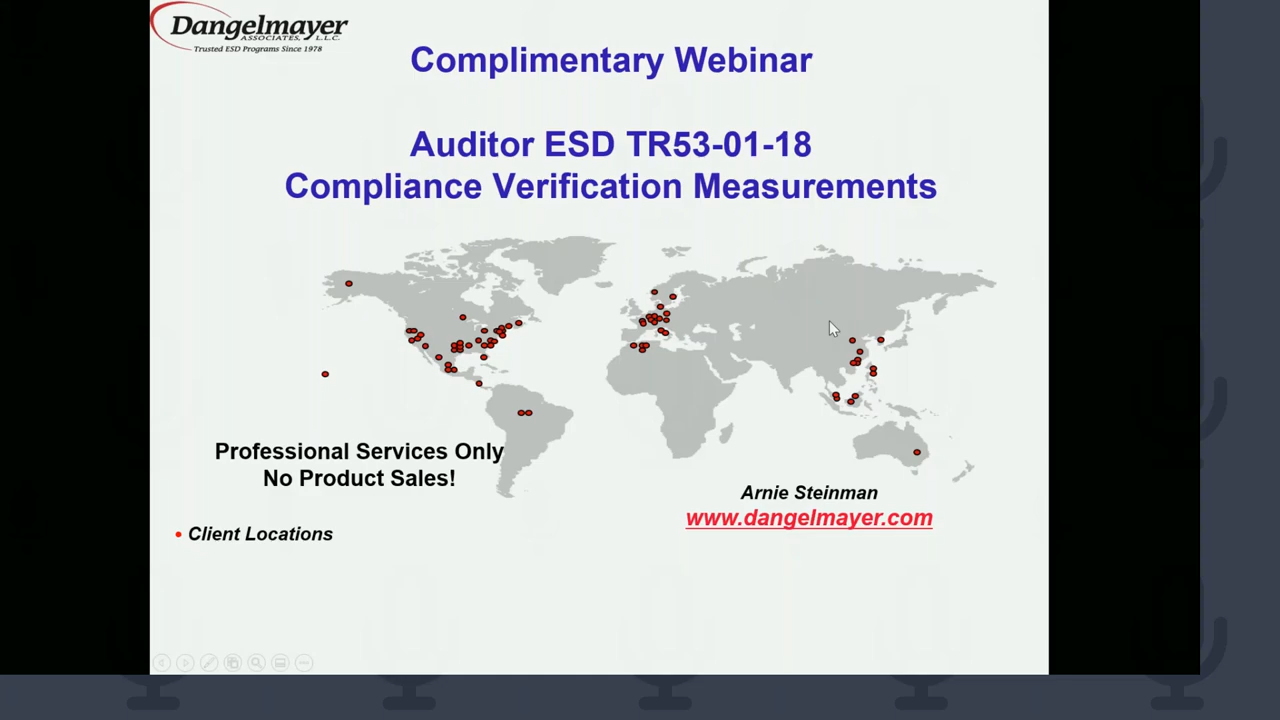 Dangelmayer
ASSOCIATES, L.L.C.
Trusted ESD Programs Since 1978
Complimentary Webinar
Auditor ESD TR53-01-18
Compliance Verification Measurements
Professional Services Only
No Product Sales!
Arnie Steinman
www.dangelmayer.com
• Client Locations